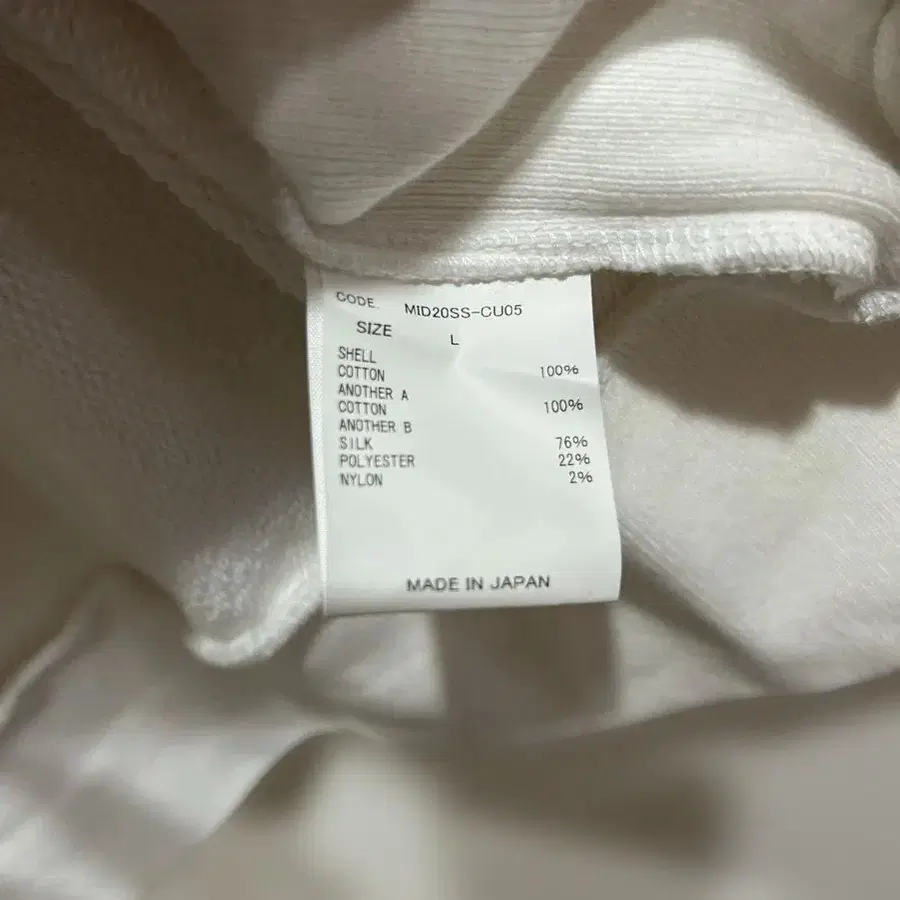 CODE. MID20SS-CU05
SIZE L
SHELL
COTTON 100%
ANOTHER A
COTTON 100%
ANOTHER B
SILK 76%
POLYESTER 22%
NYLON 2%
MADE IN JAPAN